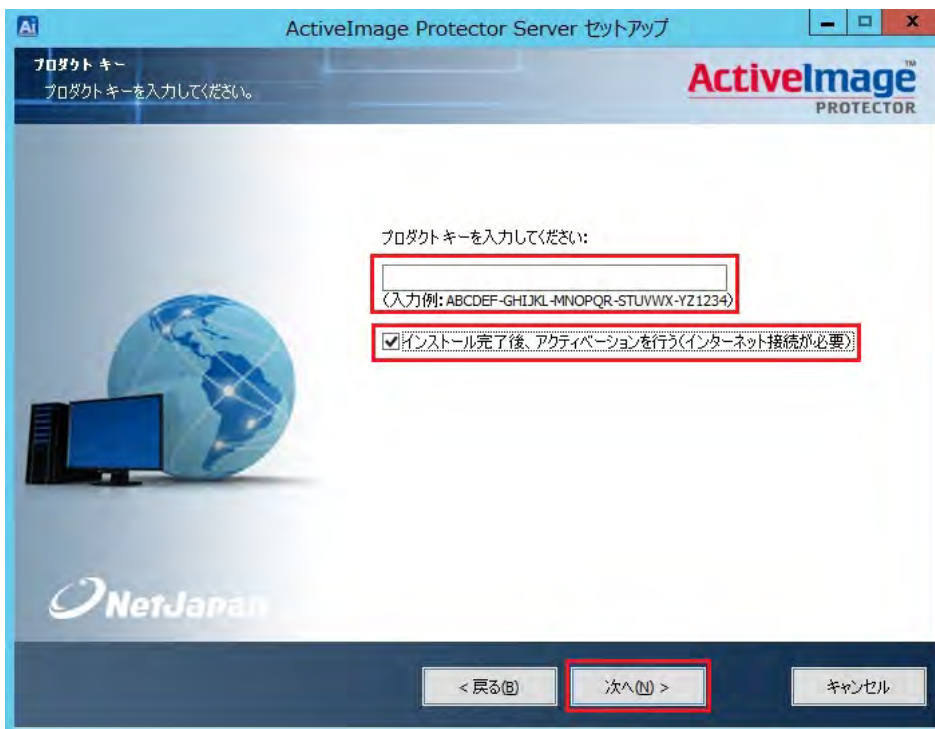 Ai
ActiveImage Protector Server セットアップ
プロダクト キー
プロダクト キーを入力してください。
ActiveImage™
PROTECTOR
プロダクト キーを入力してください:
(入力例: ABCDEF-GHIJKL-MNOPQR-STUVWX-YZ1234)
インストール完了後、アクティベーションを行う(インターネット接続が必要)
NetJapan
< 戻る(B)
次へ(N) >
キャンセル